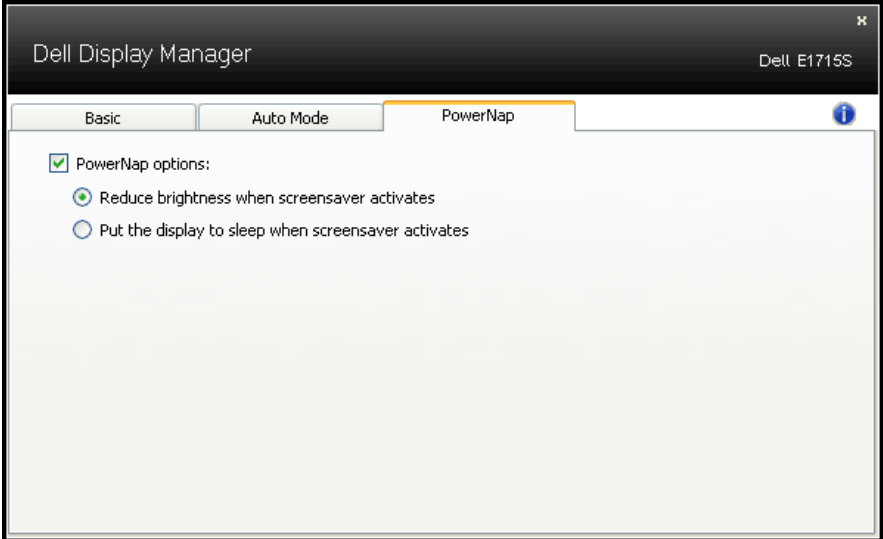 Dell Display Manager
Dell E1715S
Basic
Auto Mode
PowerNap
PowerNap options:
Reduce brightness when screensaver activates
Put the display to sleep when screensaver activates